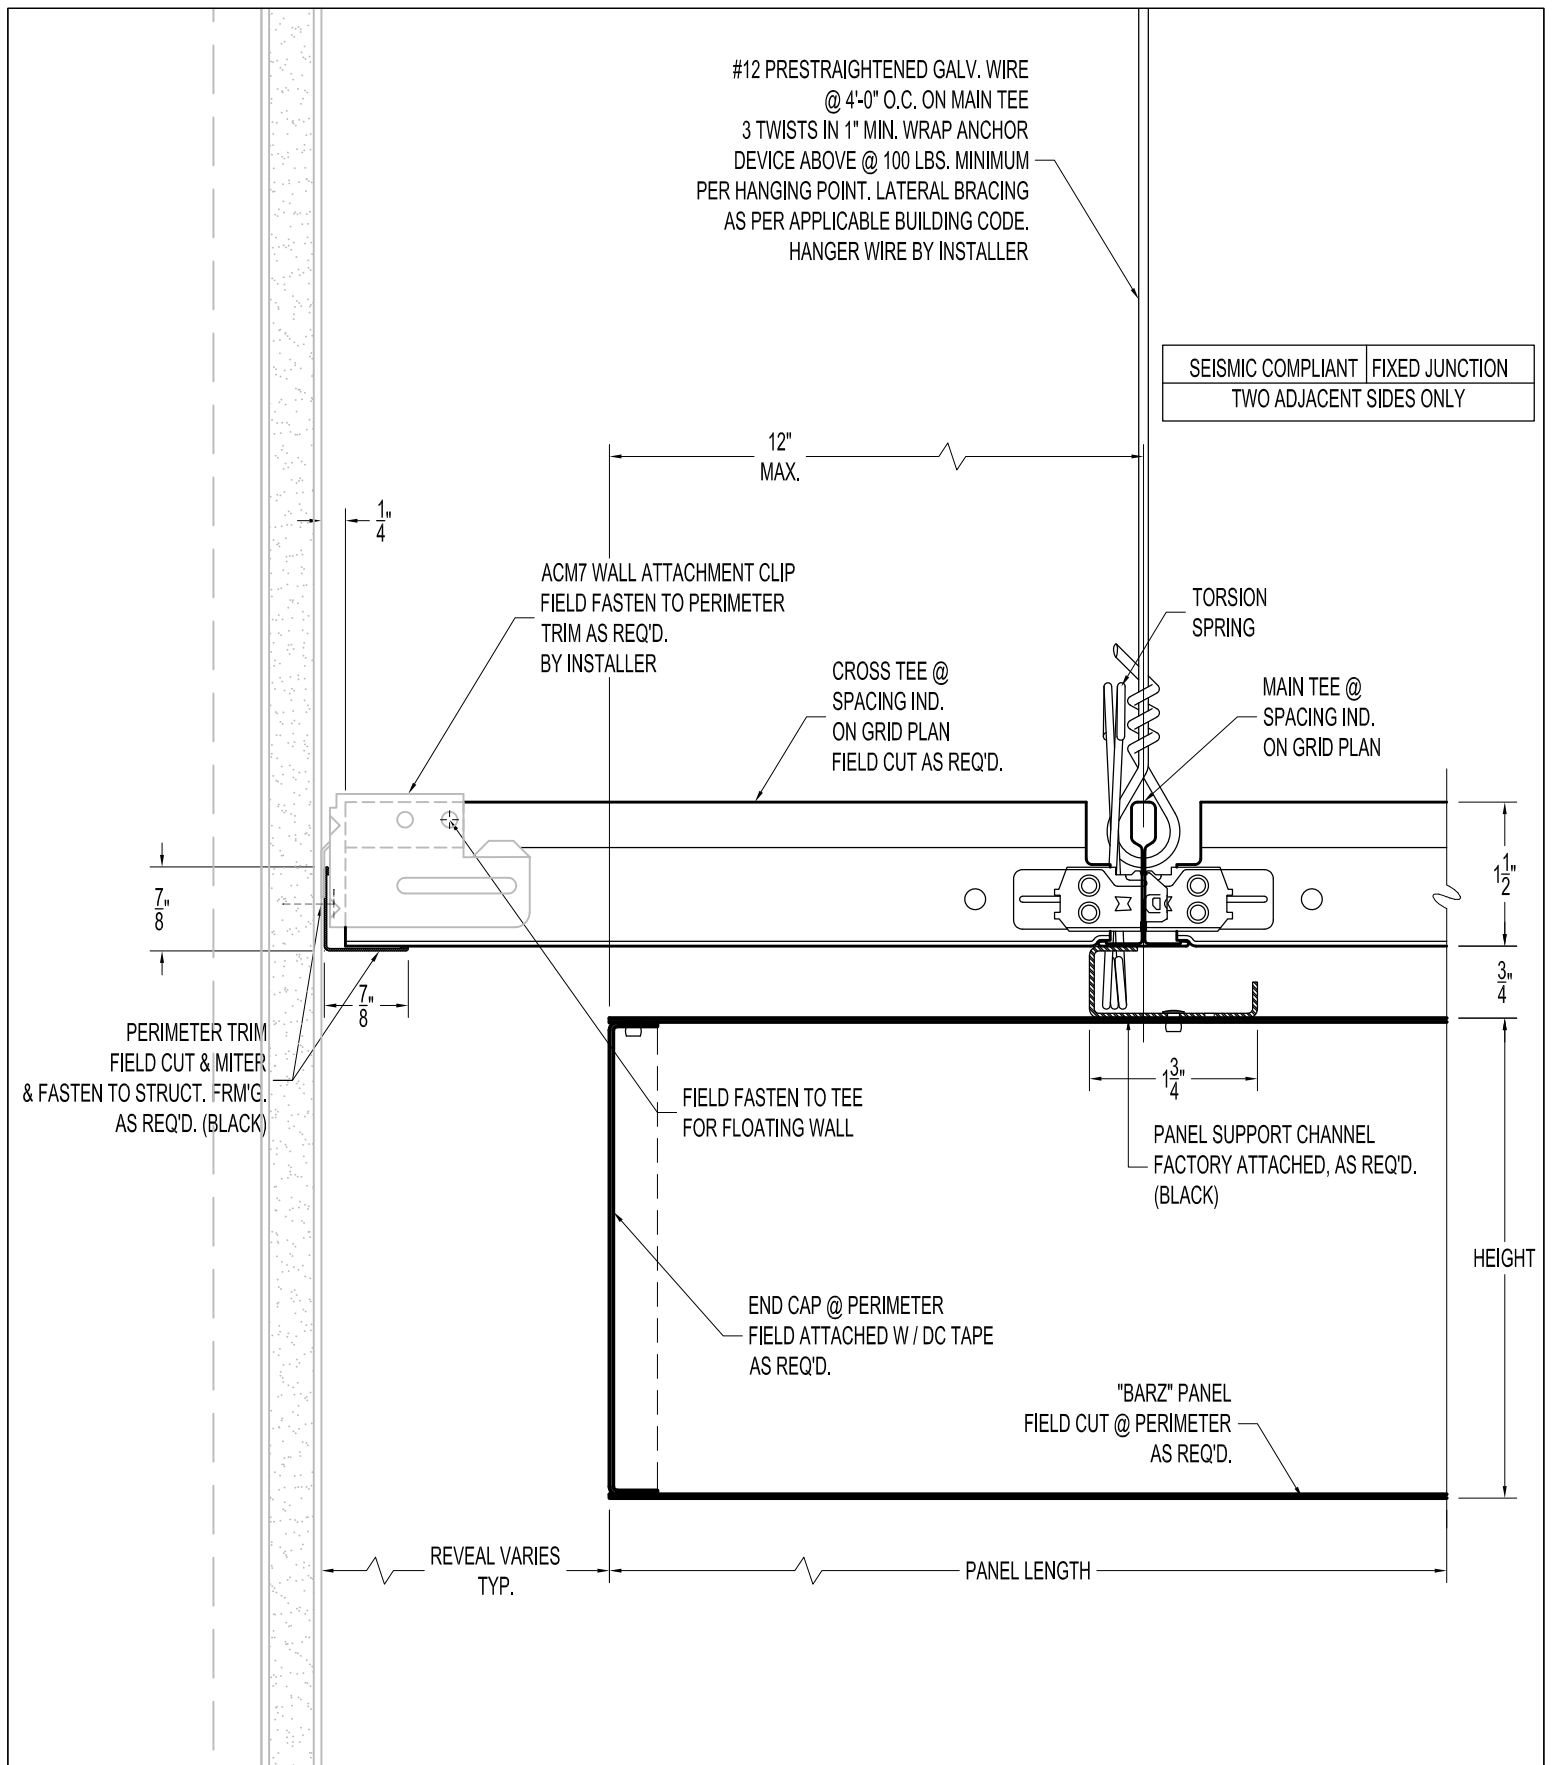 #12 PRESTRAIGHTENED GALV. WIRE
@ 4'-0" O.C. ON MAIN TEE
3 TWISTS IN 1" MIN. WRAP ANCHOR
DEVICE ABOVE @ 100 LBS. MINIMUM
PER HANGING POINT. LATERAL BRACING
AS PER APPLICABLE BUILDING CODE.
HANGER WIRE BY INSTALLER
SEISMIC COMPLIANT FIXED JUNCTION
TWO ADJACENT SIDES ONLY
12"
MAX.
1/4"
ACM7 WALL ATTACHMENT CLIP
FIELD FASTEN TO PERIMETER
TRIM AS REQ'D.
BY INSTALLER
TORSION
SPRING
CROSS TEE @
SPACING IND.
ON GRID PLAN
FIELD CUT AS REQ'D.
MAIN TEE @
SPACING IND.
ON GRID PLAN
7/8"
1 1/2"
3/4"
7/8"
PERIMETER TRIM
FIELD CUT & MITER
& FASTEN TO STRUCT. FRM'G.
AS REQ'D. (BLACK)
1 3/4"
FIELD FASTEN TO TEE
FOR FLOATING WALL
PANEL SUPPORT CHANNEL
FACTORY ATTACHED, AS REQ'D.
(BLACK)
HEIGHT
END CAP @ PERIMETER
FIELD ATTACHED W / DC TAPE
AS REQ'D.
"BARZ" PANEL
FIELD CUT @ PERIMETER
AS REQ'D.
REVEAL VARIES
TYP.
PANEL LENGTH